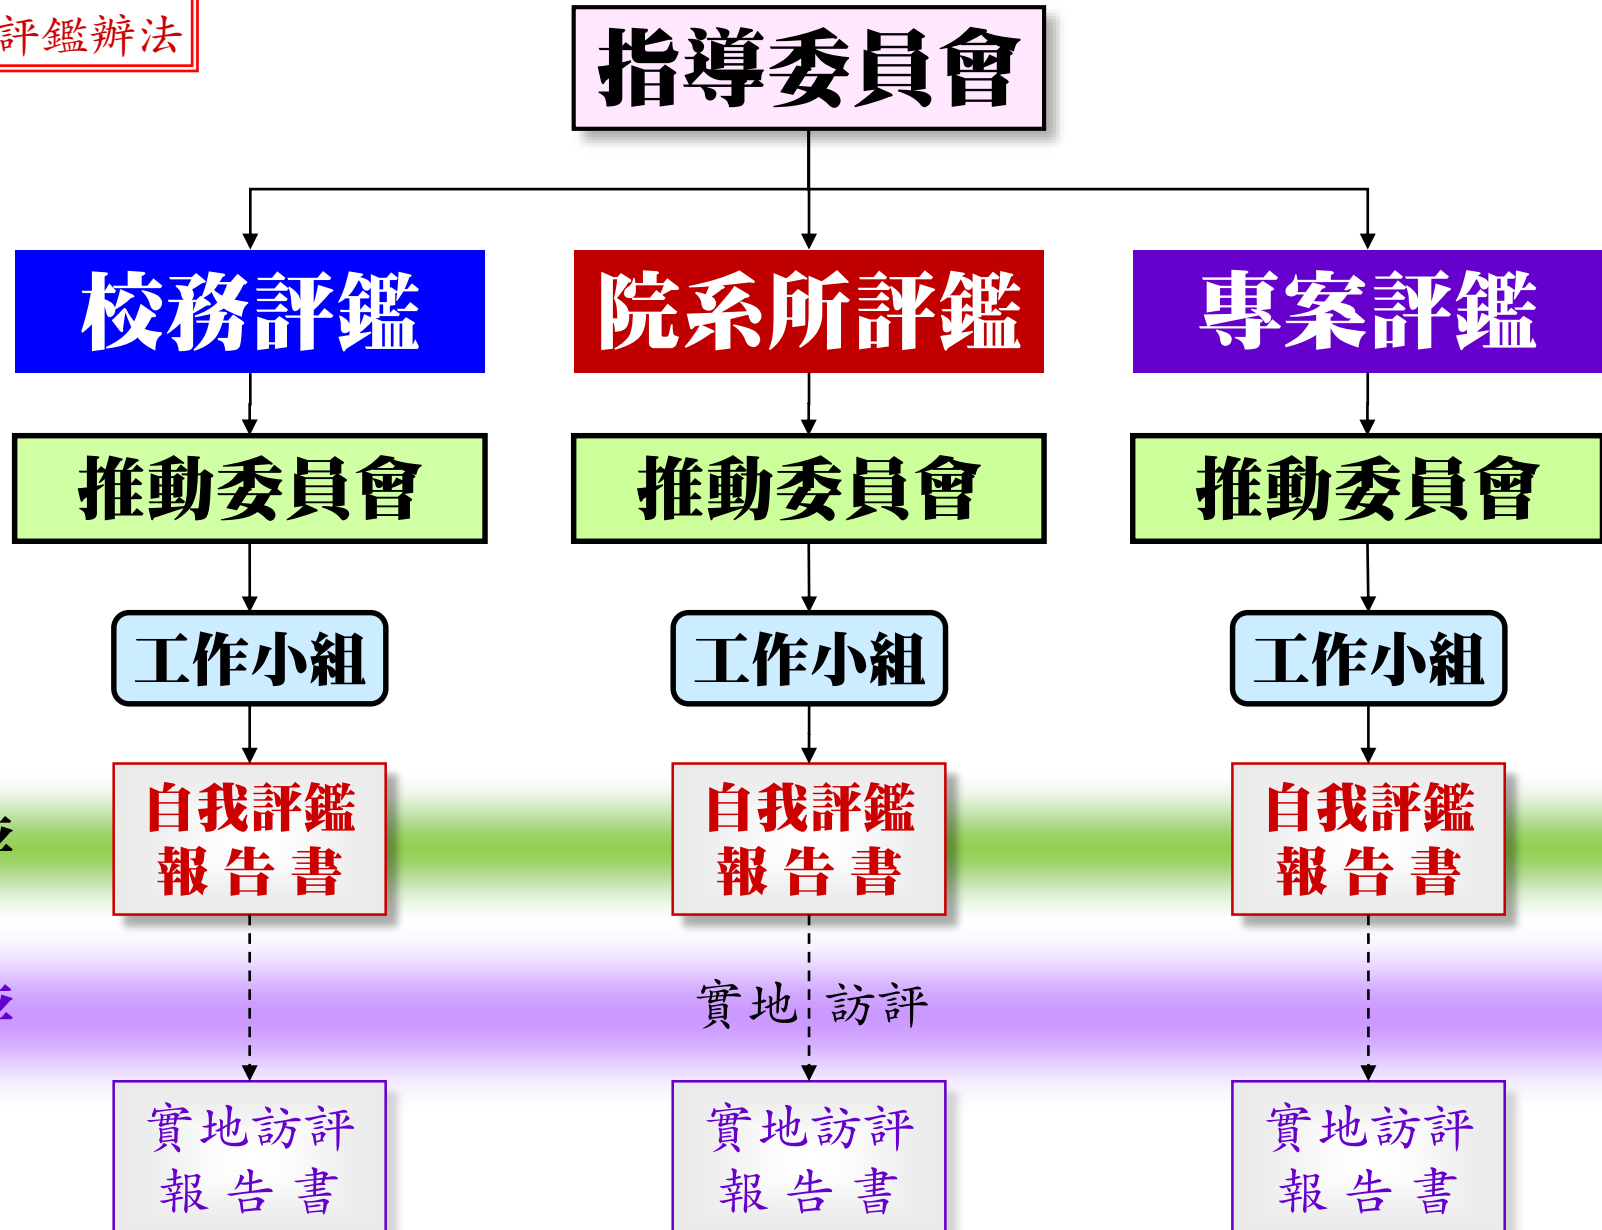 評鑑辦法
指導委員會
校務評鑑
院系所評鑑
專案評鑑
推動委員會
推動委員會
推動委員會
工作小組
工作小組
工作小組
自我評鑑
報告書
自我評鑑
報告書
自我評鑑
報告書
實地 訪評
實地訪評
報告書
實地訪評
報告書
實地訪評
報告書